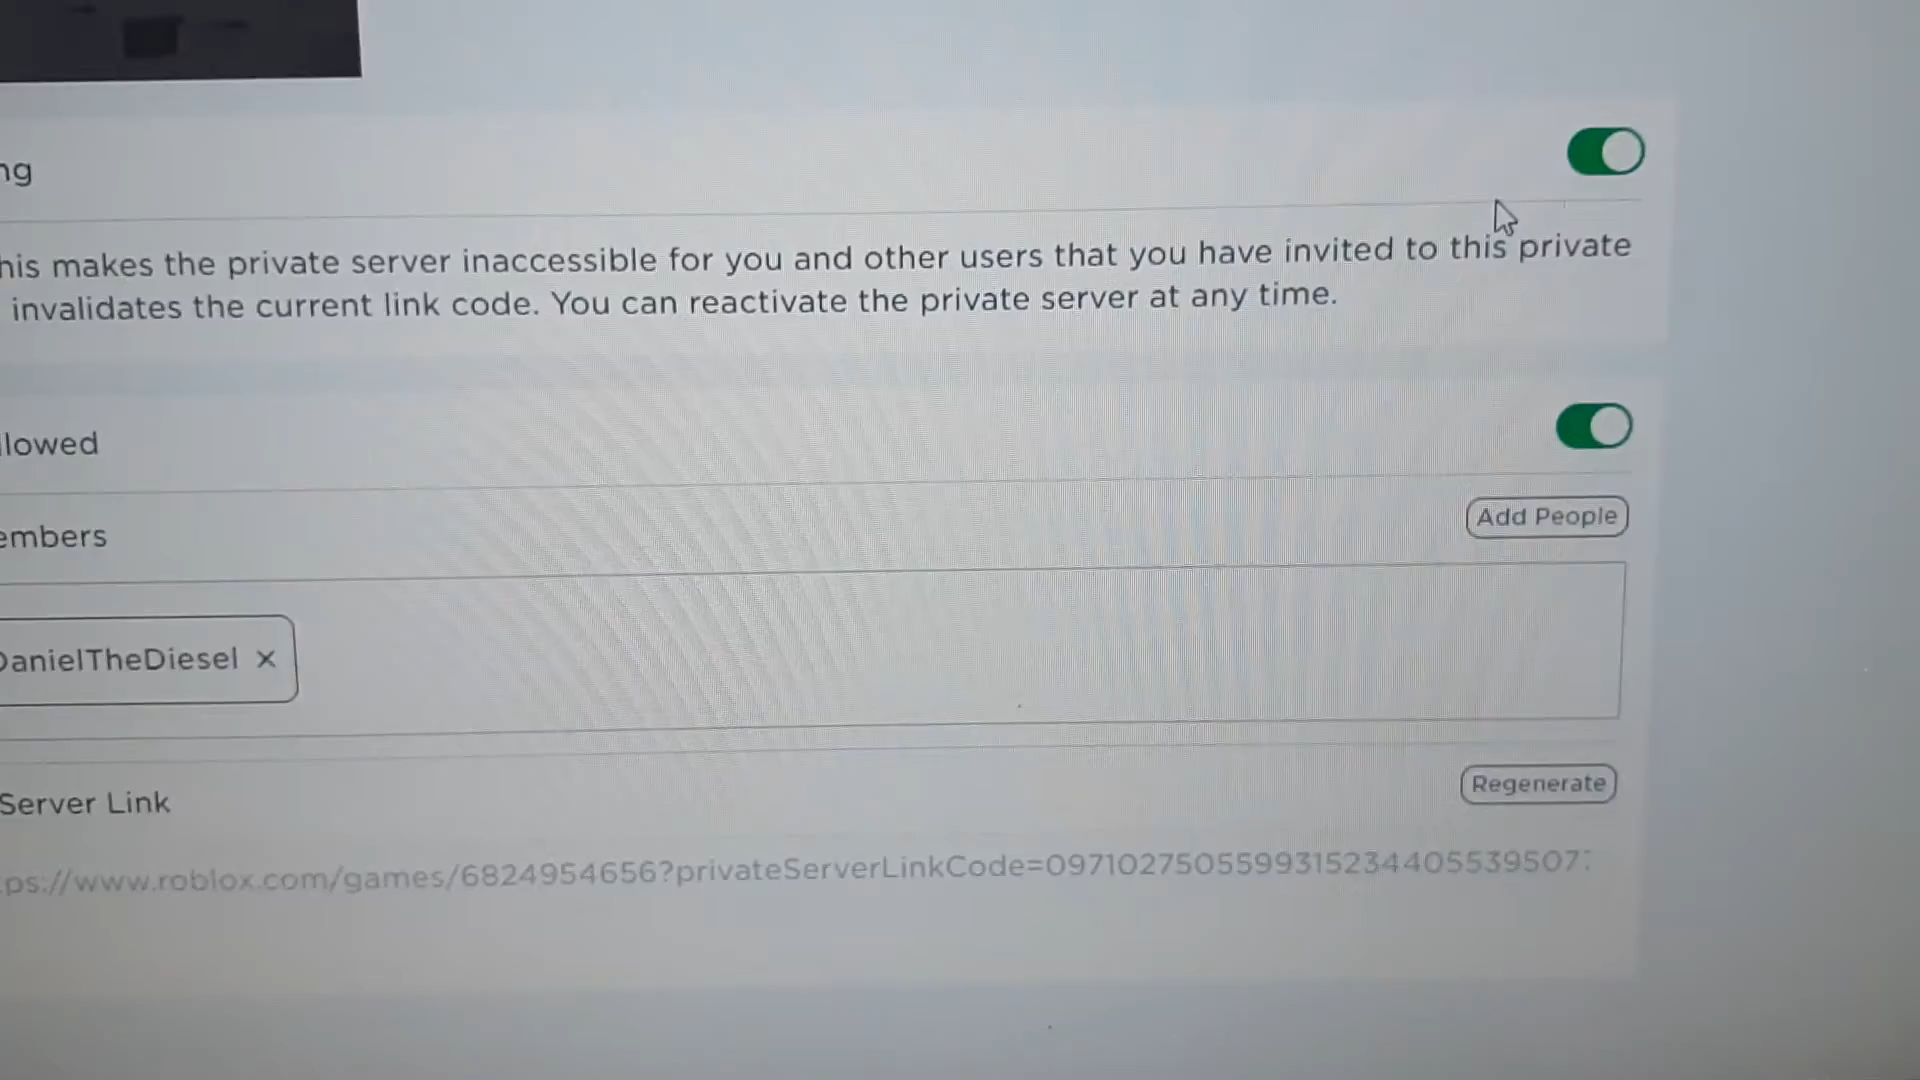 ng
his makes the private server inaccessible for you and other users that you have invited to this private
invalidates the current link code. You can reactivate the private server at any time.
llowed
embers
Add People
DanielTheDiesel ×
Server Link
Regenerate
ps://www.roblox.com/games/6824954656?privateServerLinkCode=0971027505599315234405539507